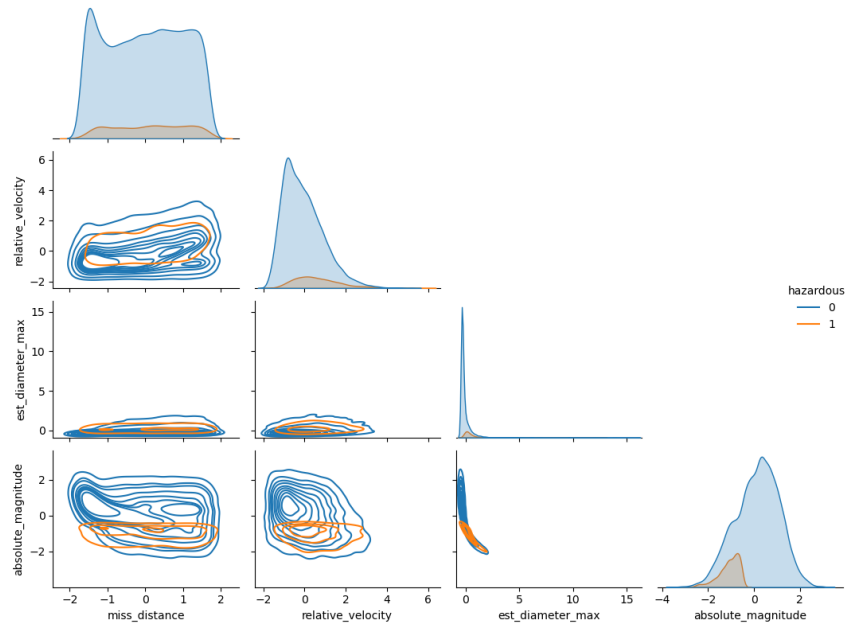 6
4
2
0
−2
relative_velocity
hazardous
0
1
15
10
5
0
est_diameter_max
2
0
−2
absolute_magnitude
−2 0 2
miss_distance
−2 0 2 4 6
relative_velocity
0 5 10 15
est_diameter_max
−4 −2 0 2
absolute_magnitude